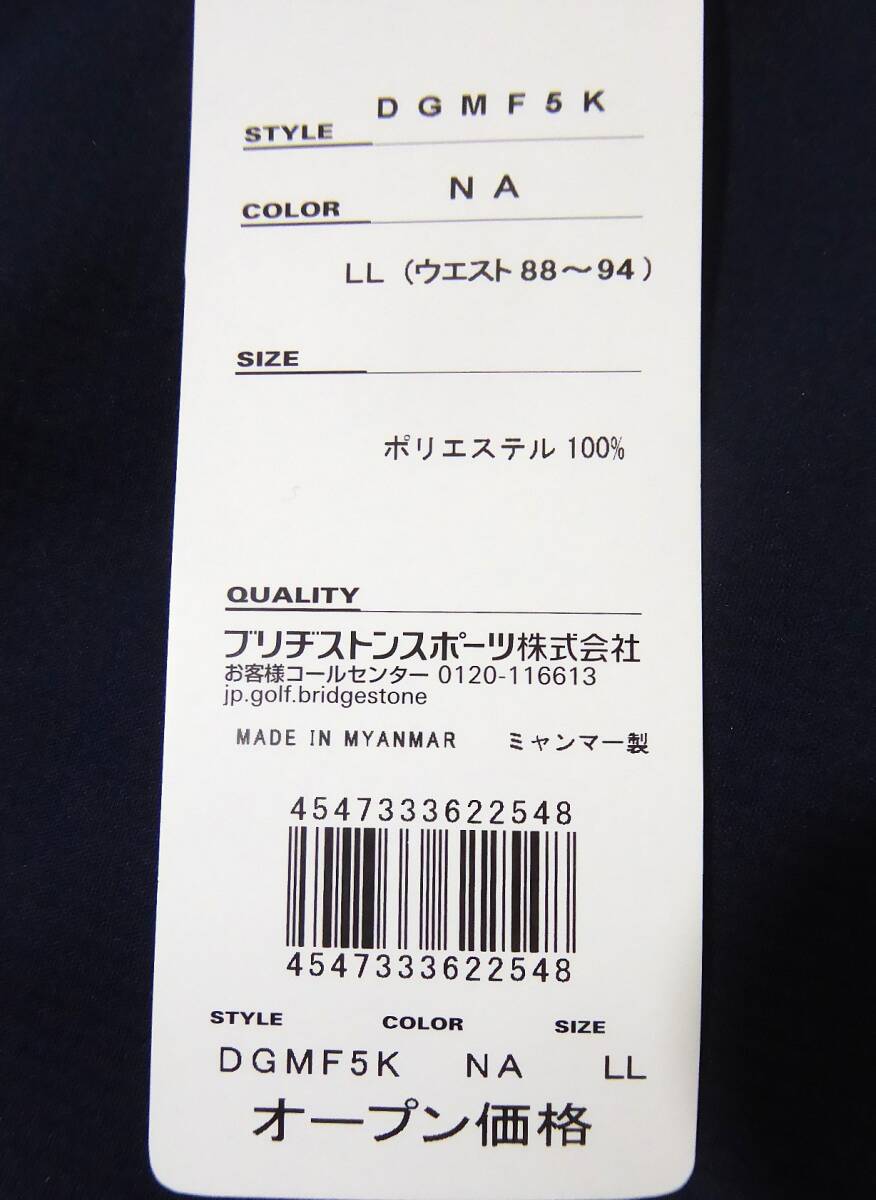 STYLE DGMF5K
COLOR NA
LL (ウエスト88～94)
SIZE
ポリエステル 100%
QUALITY
ブリヂストンスポーツ株式会社
お客様コールセンター 0120-116613
jp.golf.bridgestone
MADE IN MYANMAR ミャンマー製
4547333622548
4547333622548
STYLE COLOR SIZE
DGMF5K NA LL
オープン価格